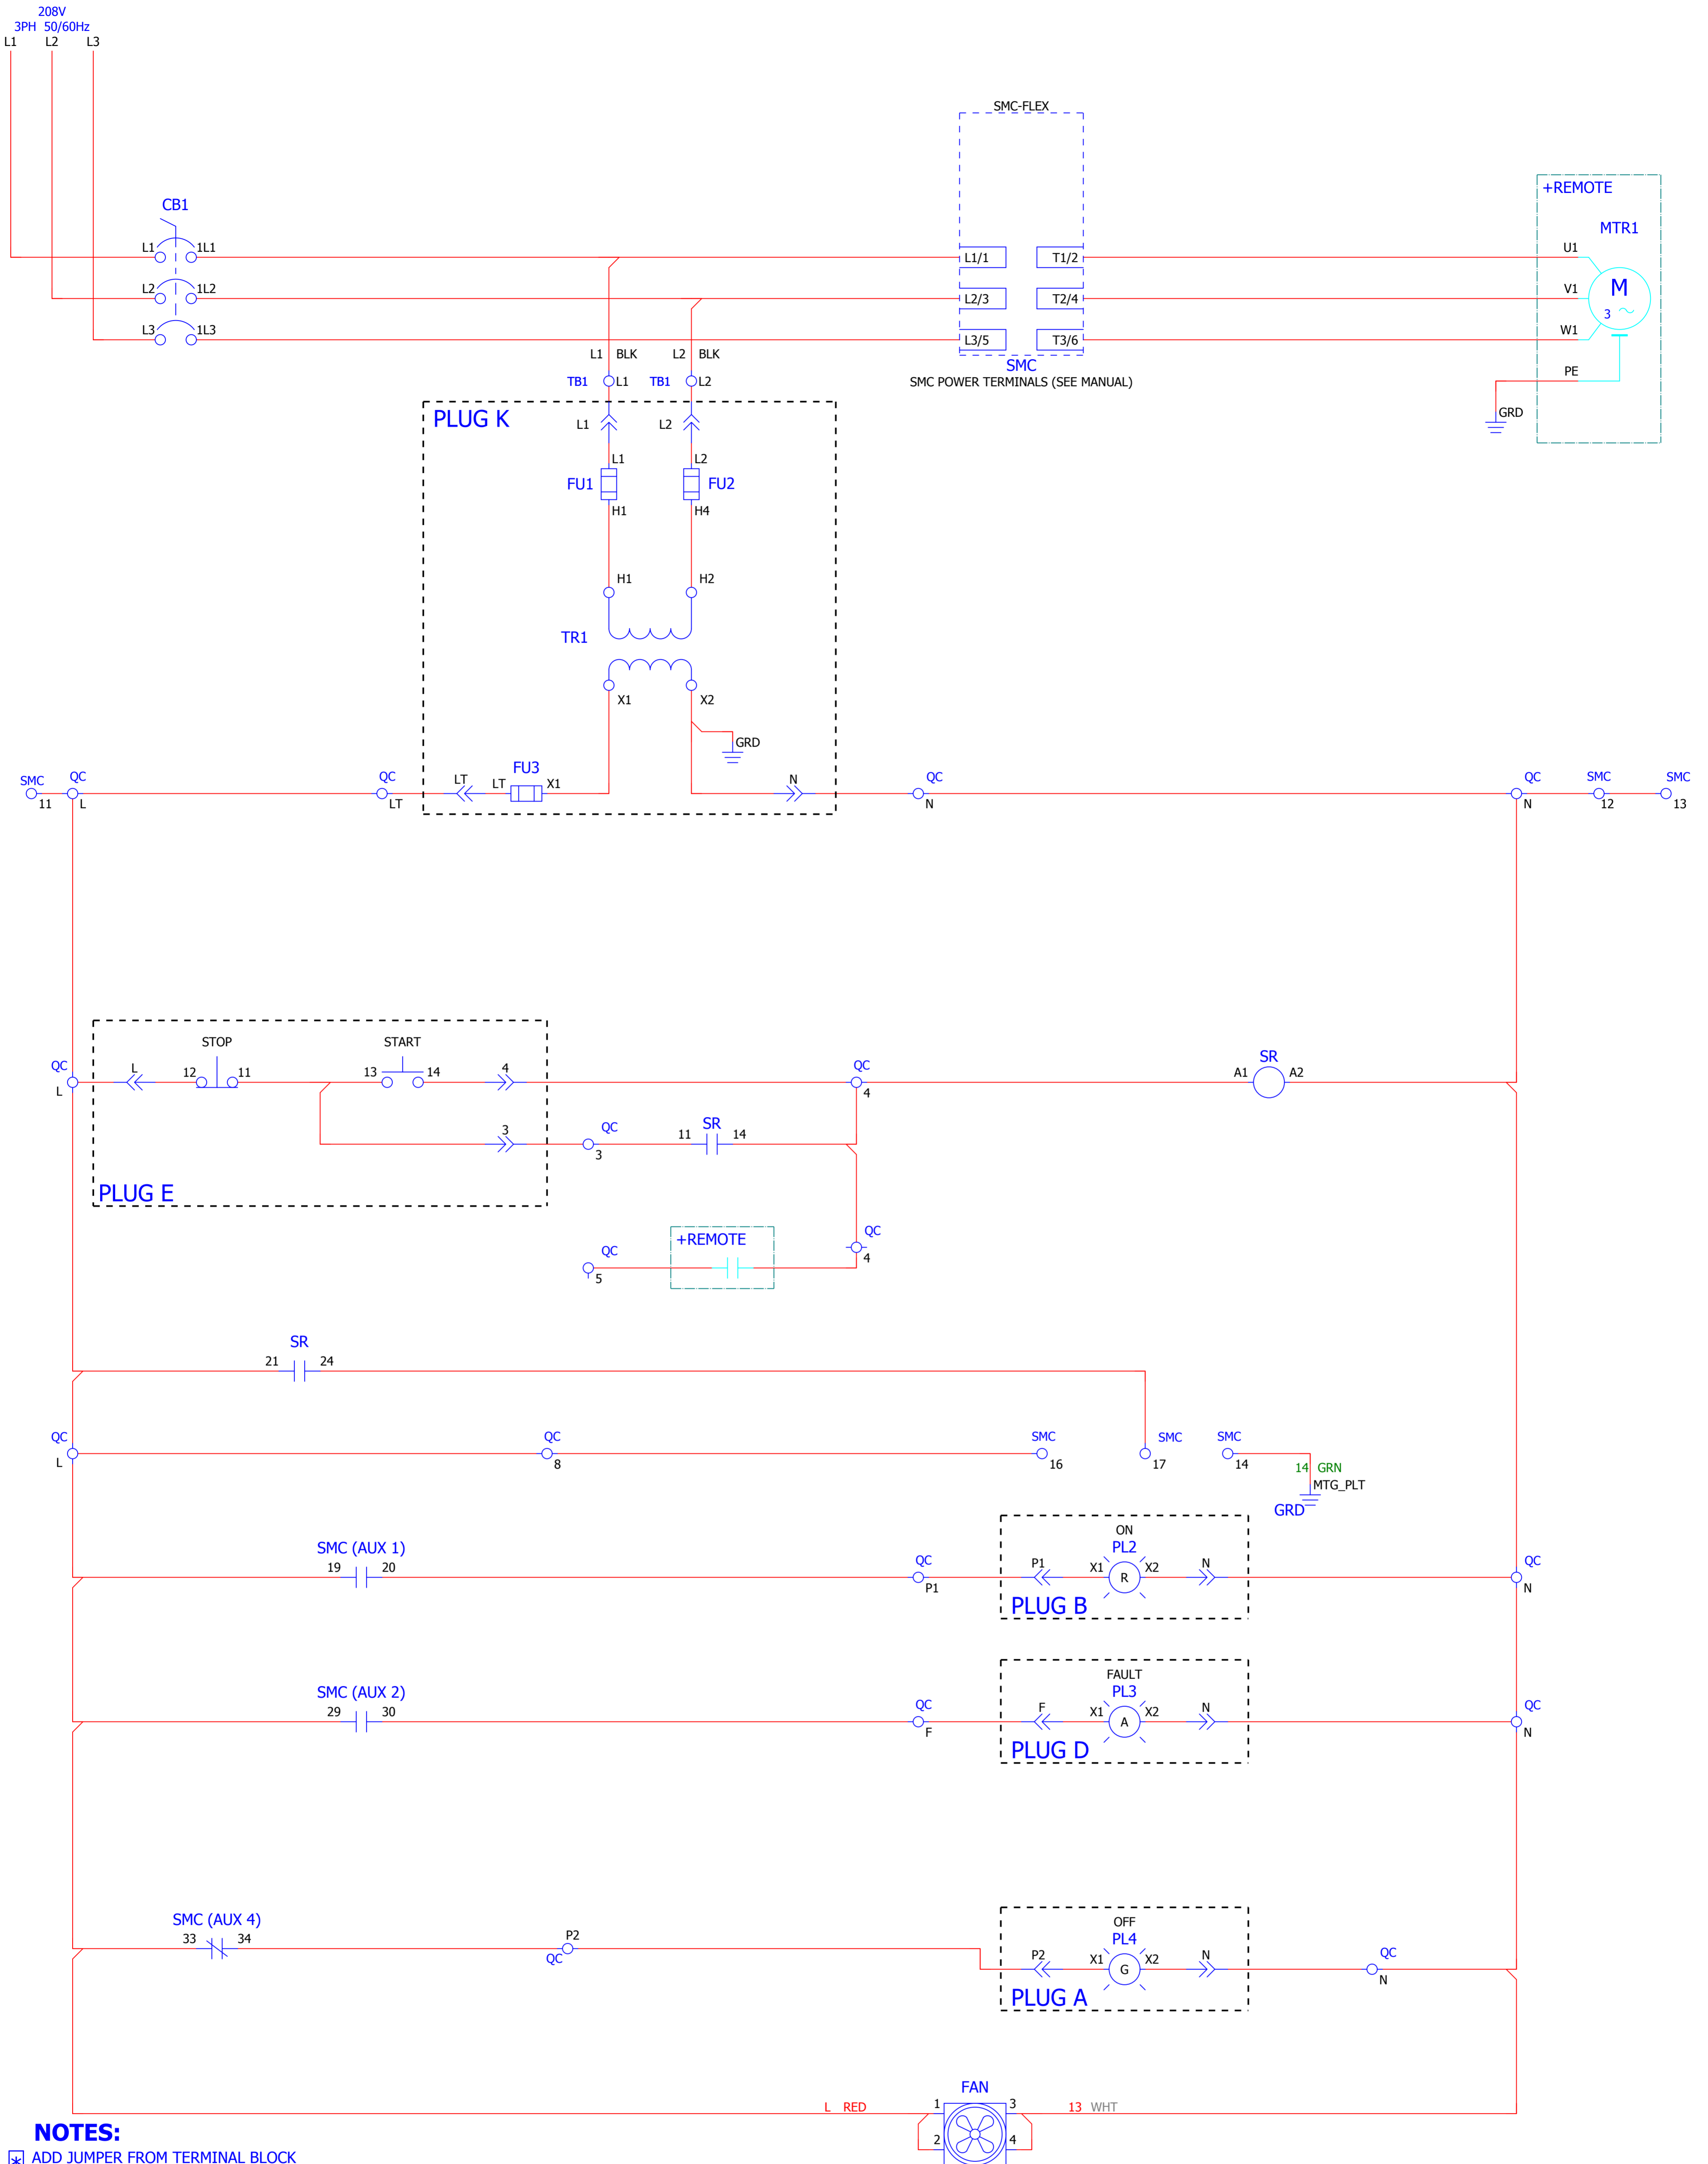 208V
3PH 50/60Hz
L1 L2 L3
SMC-FLEX
+REMOTE
CB1
MTR1
L1 1L1 L1/1 T1/2 U1
L2 1L2 L2/3 T2/4 V1 M
3
L3 1L3 L3/5 T3/6 W1
L1 BLK L2 BLK
SMC
SMC POWER TERMINALS (SEE MANUAL)
PE
TB1 L1 TB1 L2
GRD
PLUG K
L1 L2
L1 L2
FU1 FU2
H1 H4
H1 H2
TR1
X1 X2
GRD
SMC QC QC LT LT FU3 X1 N QC QC SMC SMC
11 L LT N N 12 13
STOP START
QC L 12 11 13 14 4 QC A1 SR A2
L 4
3 QC 11 SR 14
3
PLUG E
QC +REMOTE QC
5 4
SR
21 24
QC QC SMC SMC SMC
L 8 16 17 14
14 GRN
MTG_PLT
GRD
ON
SMC (AUX 1) QC PL2 QC
19 20 P1 P1 X1 R X2 N N
PLUG B
FAULT
SMC (AUX 2) QC PL3 QC
29 30 F F X1 A X2 N N
PLUG D
OFF
SMC (AUX 4) PL4
33 34 P2 P2 X1 G X2 N QC
QC N
PLUG A
FAN
L RED 1 3 13 WHT
2 4
NOTES:
* ADD JUMPER FROM TERMINAL BLOCK